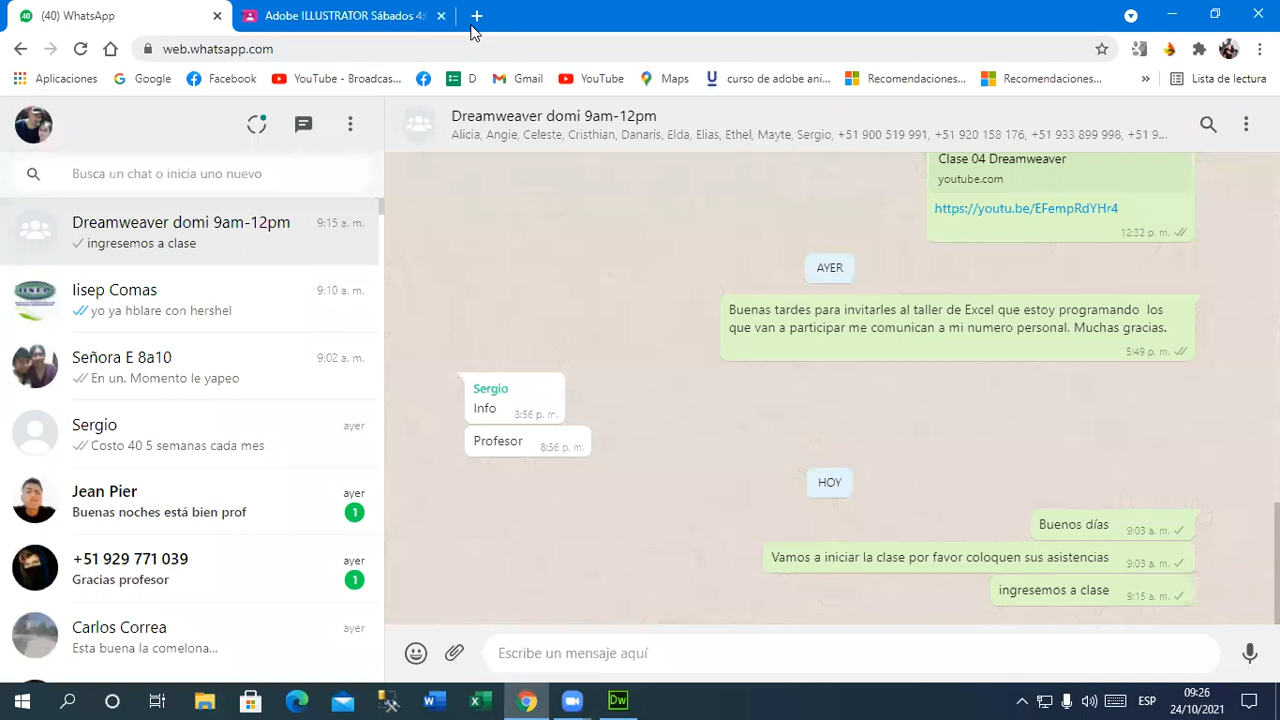 (40) WhatsApp
Adobe ILLUSTRATOR Sábados 4:
web.whatsapp.com
Aplicaciones
Google
Facebook
YouTube - Broadcas...
D
Gmail
YouTube
Maps
curso de adobe ani...
Recomendaciones...
Recomendaciones...
»
Lista de lectura
Dreamweaver domi 9am-12pm
Alicia, Angie, Celeste, Cristhian, Danaris, Elda, Elias, Ethel, Mayte, Sergio, +51 900 519 991, +51 920 158 176, +51 933 899 998, +51 9...
Busca un chat o inicia uno nuevo
Dreamweaver domi 9am-12pm
9:15 a. m.
ingresemos a clase
Iisep Comas
9:10 a. m.
yo ya hblare con hershel
Señora E 8a10
9:02 a. m.
En un. Momento le yapeo
Sergio
ayer
Costo 40 5 semanas cada mes
Jean Pier
ayer
Buenas noches está bien prof
1
+51 929 771 039
ayer
Gracias profesor
1
Carlos Correa
ayer
Esta buena la comelona...
Clase 04 Dreamweaver
youtube.com
https://youtu.be/EFempRdYHr4
12:32 p. m.
AYER
Buenas tardes para invitarles al taller de Excel que estoy programando los
que van a participar me comunican a mi numero personal. Muchas gracias.
5:49 p. m.
Sergio
Info
8:56 p. m.
Profesor
8:56 p. m.
HOY
Buenos días
9:03 a. m.
Vamos a iniciar la clase por favor coloquen sus asistencias
9:03 a. m.
ingresemos a clase
9:15 a. m.
Escribe un mensaje aquí
ESP
09:26
24/10/2021